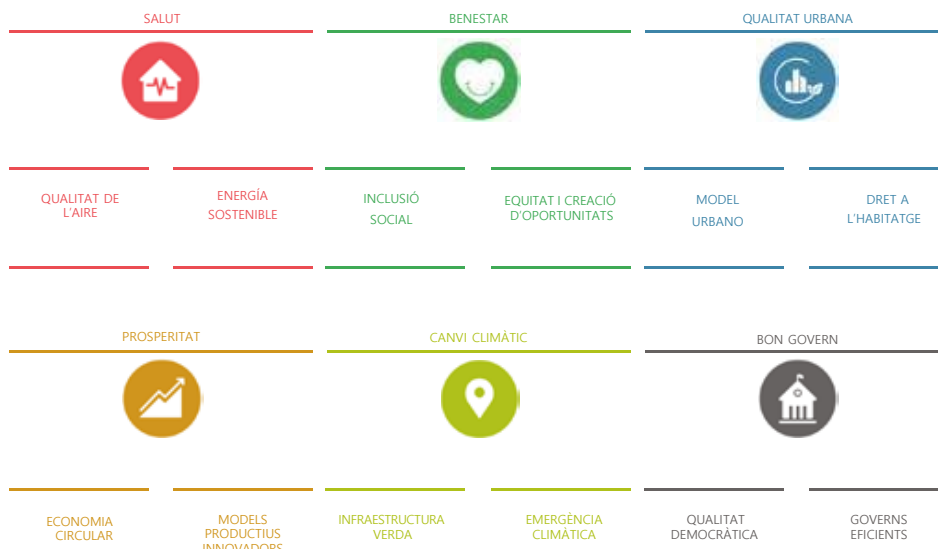 SALUT
BENESTAR
QUALITAT URBANA
QUALITAT DE
L'AIRE
ENERGÍA
SOSTENIBLE
INCLUSIÓ
SOCIAL
EQUITAT I CREACIÓ
D'OPORTUNITATS
MODEL
URBANO
DRET A
L'HABITATGE
PROSPERITAT
CANVI CLIMÀTIC
BON GOVERN
ECONOMIA
CIRCULAR
MODELS
PRODUCTIUS
INNOVADORS
INFRAESTRUCTURA
VERDA
EMERGÈNCIA
CLIMÀTICA
QUALITAT
DEMOCRÀTICA
GOVERNS
EFICIENTS